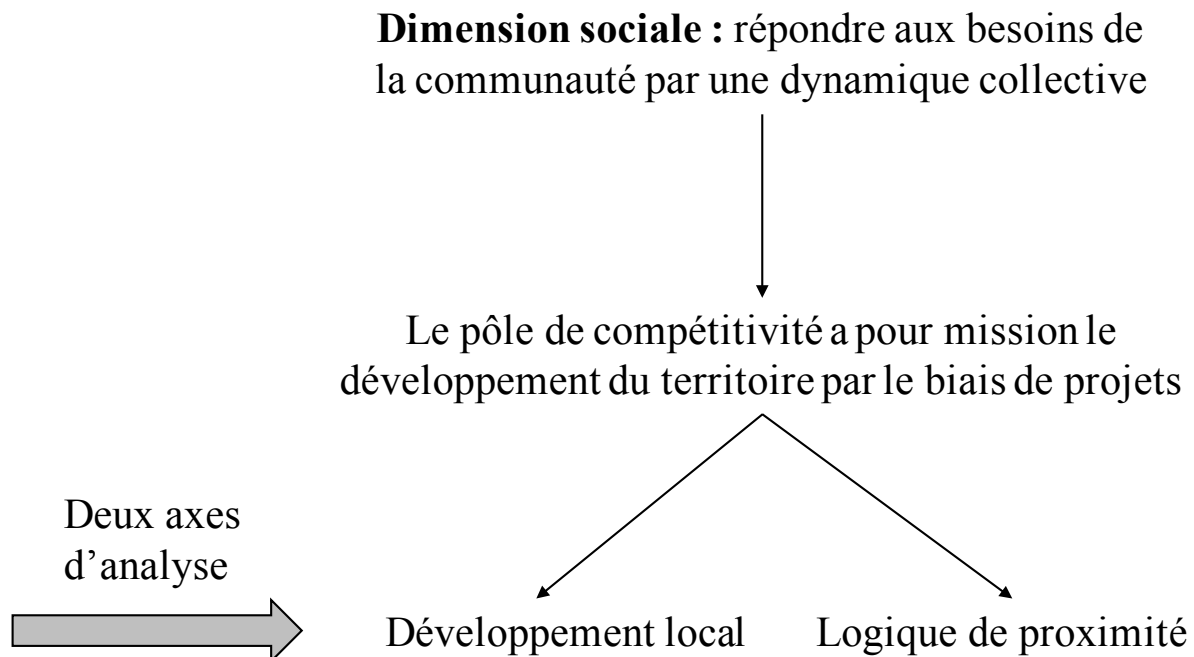 Dimension sociale : répondre aux besoins de
la communauté par une dynamique collective
Le pôle de compétitivité a pour mission le
développement du territoire par le biais de projets
Deux axes
d’analyse
Développement local
Logique de proximité